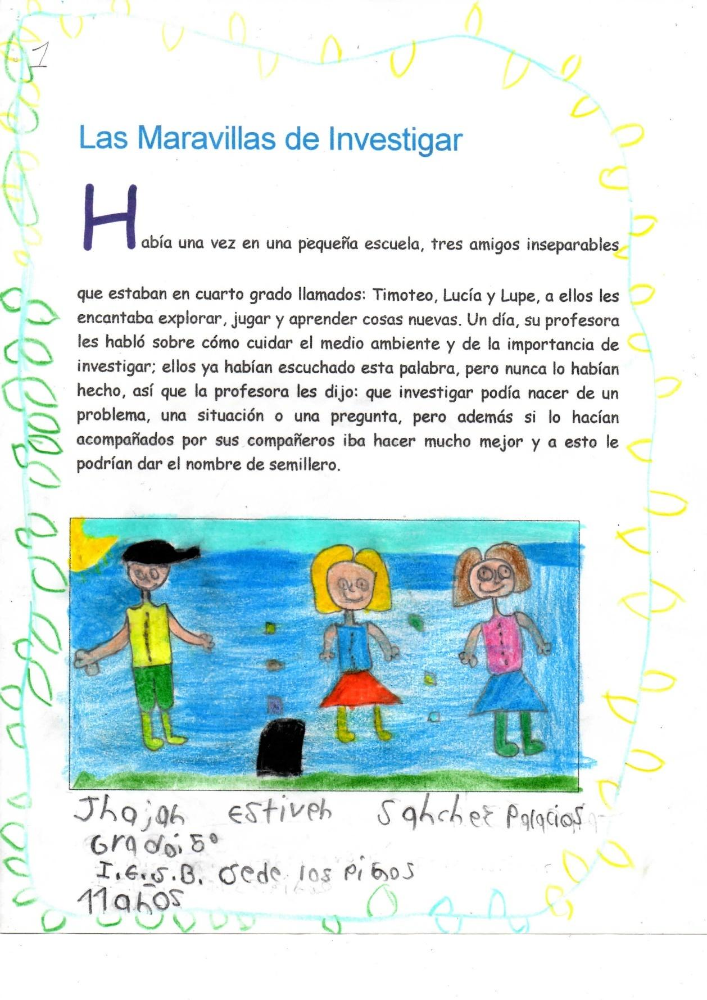 1
Las Maravillas de Investigar
Había una vez en una pequeña escuela, tres amigos inseparables
que estaban en cuarto grado llamados: Timoteo, Lucía y Lupe, a ellos les
encantaba explorar, jugar y aprender cosas nuevas. Un día, su profesora
les habló sobre cómo cuidar el medio ambiente y de la importancia de
investigar; ellos ya habían escuchado esta palabra, pero nunca lo habían
hecho, así que la profesora les dijo: que investigar podía nacer de un
problema, una situación o una pregunta, pero además si lo hacían
acompañados por sus compañeros iba hacer mucho mejor y a esto le
podrían dar el nombre de semillero.
Jhajan Estiven Sanchez Palacios
Grado: 5°
I.E.S.B. Sede los pinos
11 años